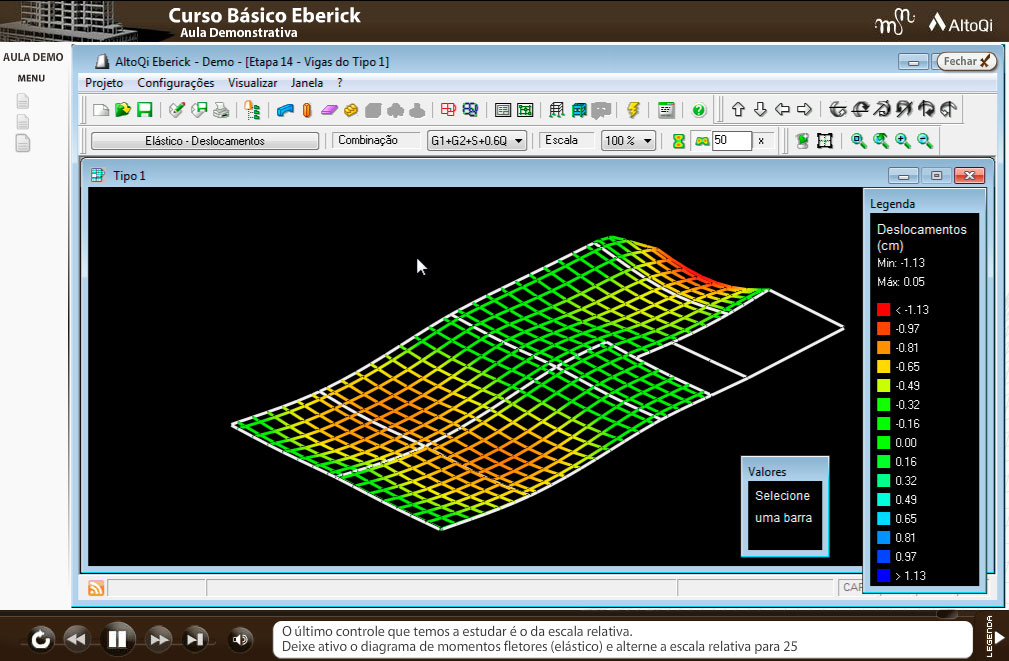 Curso Básico Eberick
Aula Demonstrativa
AltoQi
AULA DEMO
MENU
AltoQi Eberick - Demo - [Etapa 14 - Vigas do Tipo 1]
Fechar
Projeto Configurações Visualizar Janela ?
Elástico - Deslocamentos Combinação G1+G2+S+0.6Q Escala 100 % 50 x
Tipo 1
Legenda
Deslocamentos
(cm)
Min: -1.13
Máx: 0.05
< -1.13
-0.97
-0.81
-0.65
-0.49
-0.32
-0.16
0.00
0.16
0.32
0.49
0.65
0.81
0.97
> 1.13
Valores
Selecione
uma barra
O último controle que temos a estudar é o da escala relativa.
Deixe ativo o diagrama de momentos fletores (elástico) e alterne a escala relativa para 25
LEGENDA